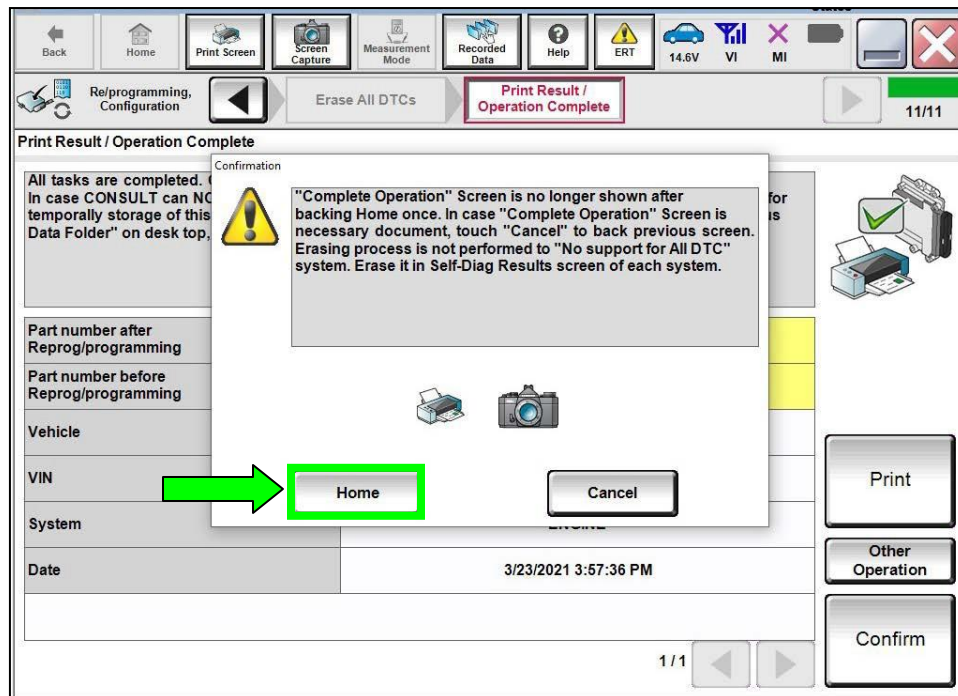 Back
Home
Print Screen
Screen
Capture
Measurement
Mode
Recorded
Data
Help
ERT
14.6V
VI
MI
Re/programming,
Configuration
Erase All DTCs
Print Result /
Operation Complete
11/11
Print Result / Operation Complete
All tasks are completed.
In case CONSULT can
for
temporally storage of this
Data Folder" on desk top,
Confirmation
"Complete Operation" Screen is no longer shown after
backing Home once. In case "Complete Operation" Screen is
necessary document, touch "Cancel" to back previous screen.
Erasing process is not performed to "No support for All DTC"
system. Erase it in Self-Diag Results screen of each system.
Home
Cancel
Part number after
Reprog/programming
Part number before
Reprog/programming
Vehicle
VIN
System
Date
3/23/2021 3:57:36 PM
1/1
Print
Other
Operation
Confirm